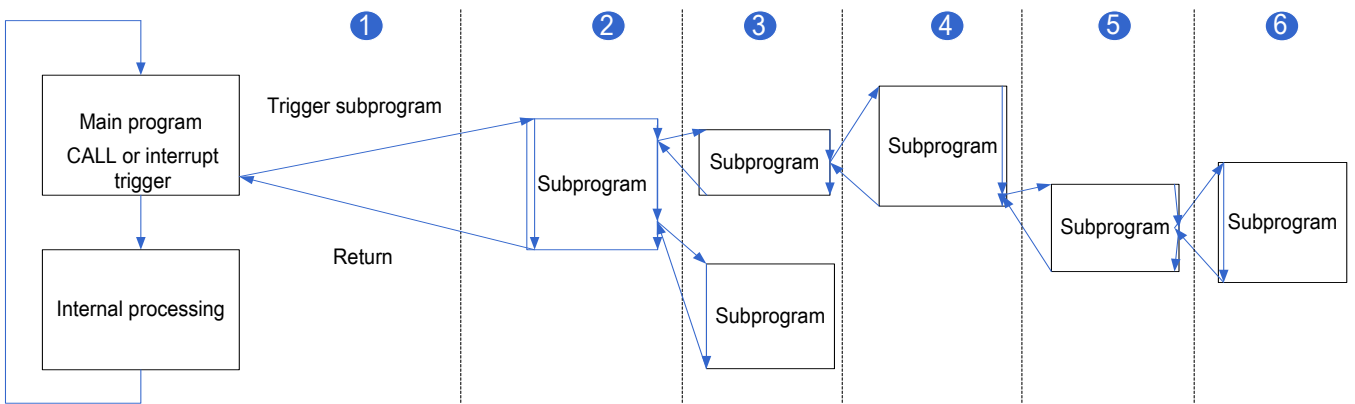 1
2
3
4
5
6
Main program
CALL or interrupt
trigger
Internal processing
Trigger subprogram
Return
Subprogram
Subprogram
Subprogram
Subprogram
Subprogram
Subprogram